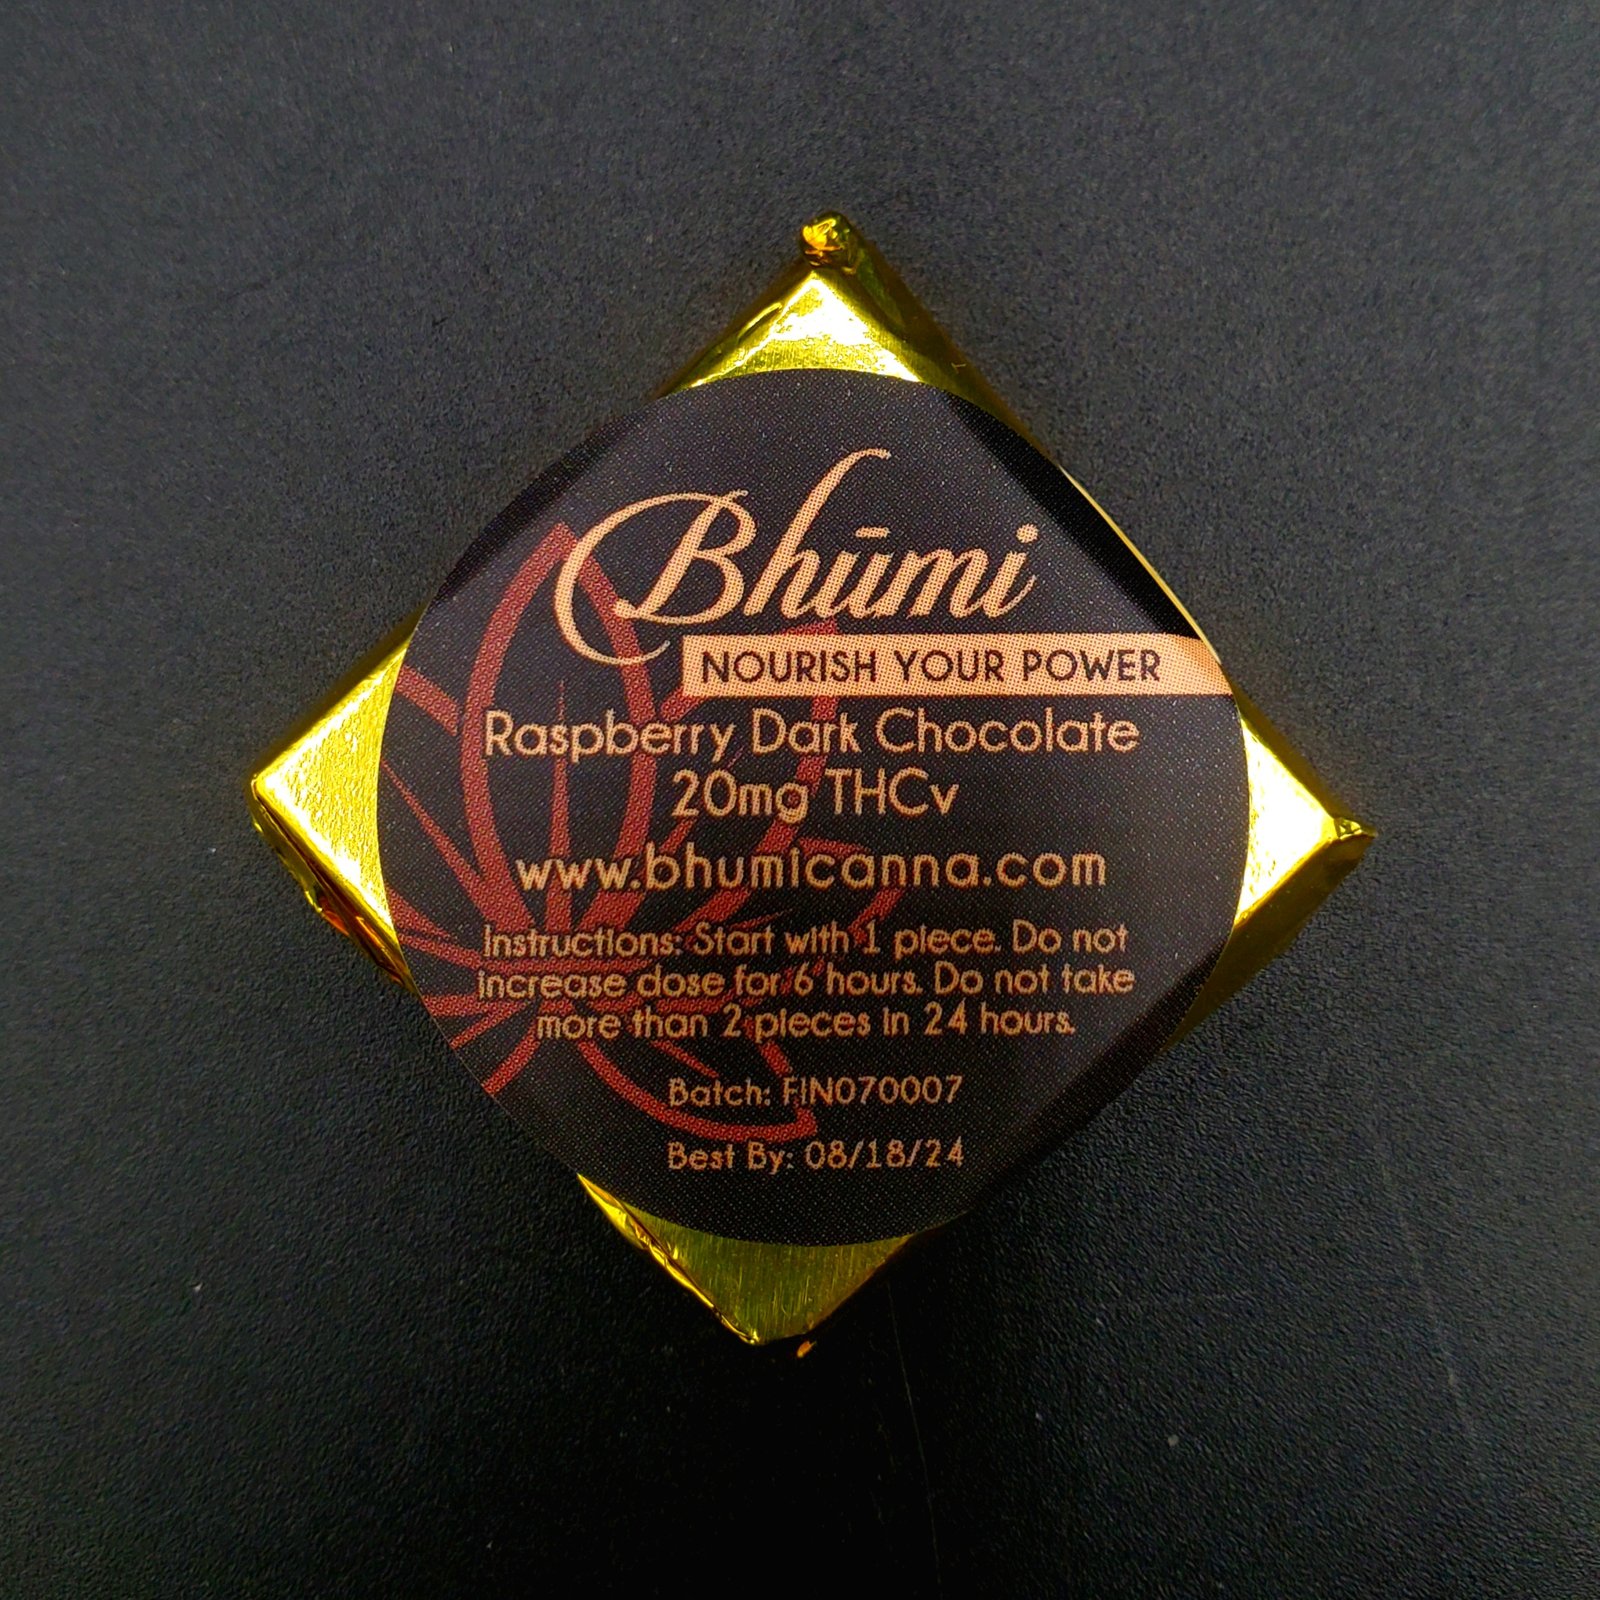 Bhūmi
NOURISH YOUR POWER
Raspberry Dark Chocolate
20mg THCv
www.bhumicanna.com
Instructions: Start with 1 piece. Do not
increase dose for 6 hours. Do not take
more than 2 pieces in 24 hours.
Batch: FIN070007
Best By: 08/18/24